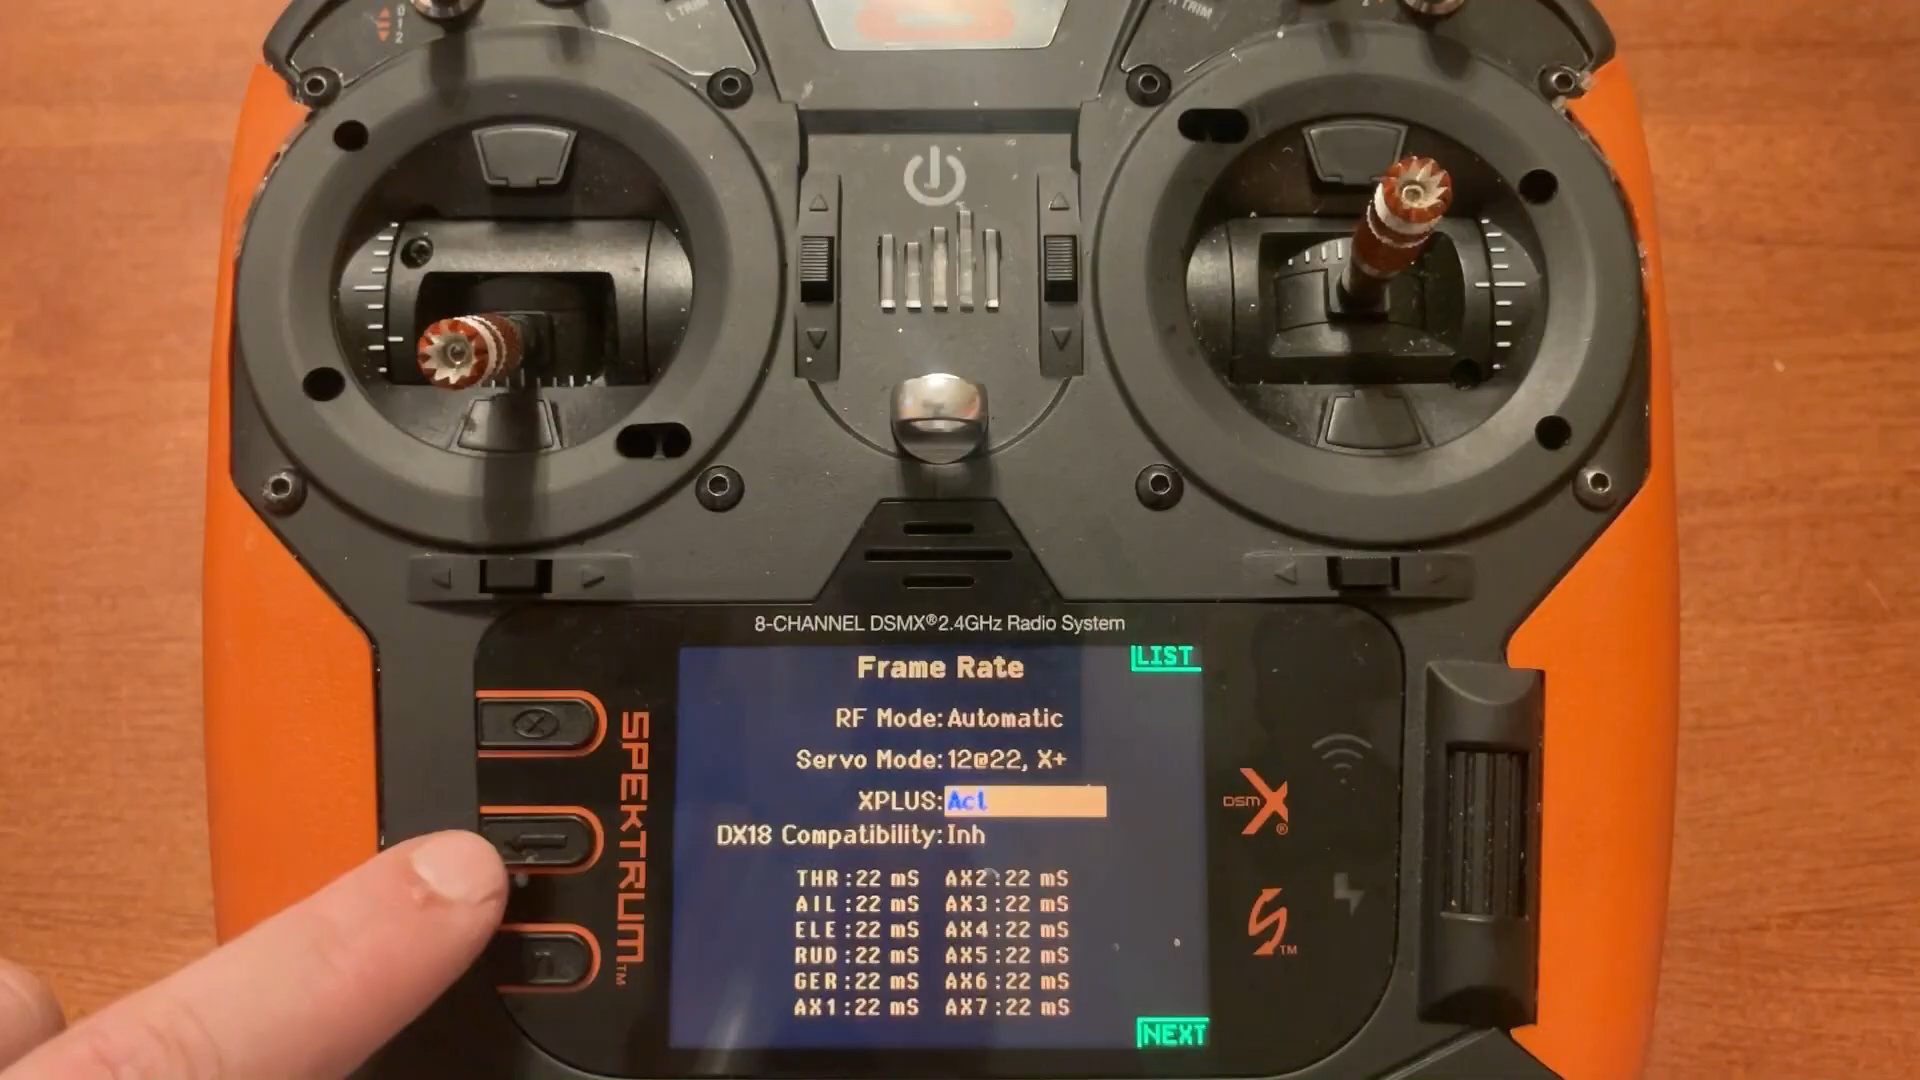 L TRIM
R TRIM
8-CHANNEL DSMX® 2.4GHz Radio System
Frame Rate
LIST
RF Mode: Automatic
Servo Mode: 12@22, X+
XPLUS: Act
DX18 Compatibility: Inh
THR: 22 mS AX2: 22 mS
AIL: 22 mS AX3: 22 mS
ELE: 22 mS AX4: 22 mS
RUD: 22 mS AX5: 22 mS
GER: 22 mS AX6: 22 mS
AX1: 22 mS AX7: 22 mS
NEXT
SPEKTRUM™
DSMX®